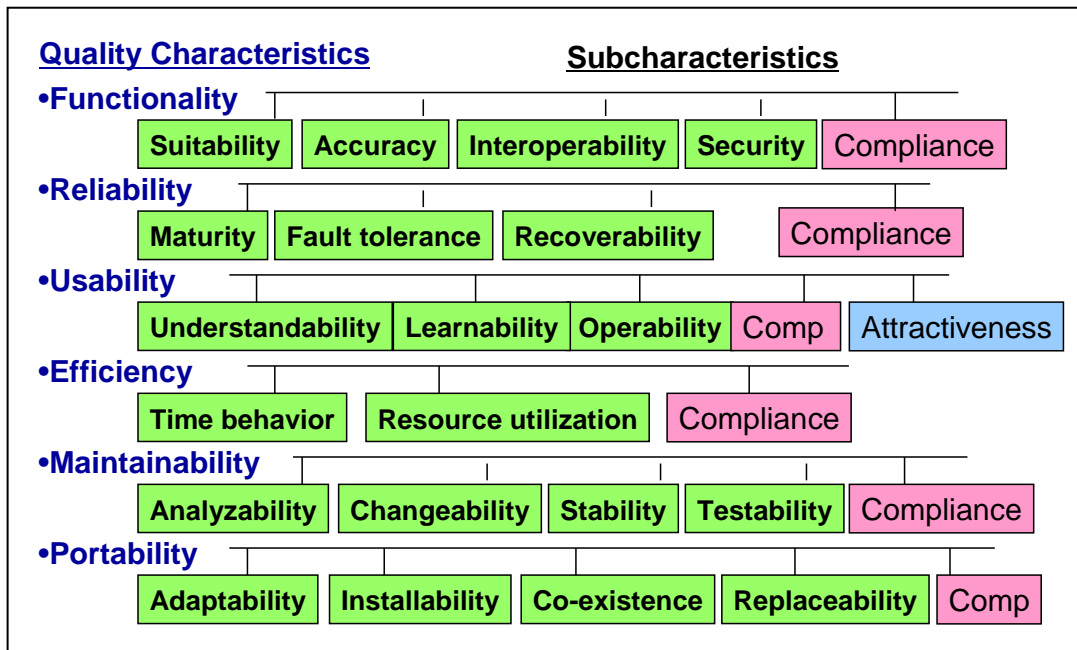 Quality Characteristics Subcharacteristics
•Functionality
Suitability Accuracy Interoperability Security Compliance
•Reliability
Maturity Fault tolerance Recoverability Compliance
•Usability
Understandability Learnability Operability Comp Attractiveness
•Efficiency
Time behavior Resource utilization Compliance
•Maintainability
Analyzability Changeability Stability Testability Compliance
•Portability
Adaptability Installability Co-existence Replaceability Comp